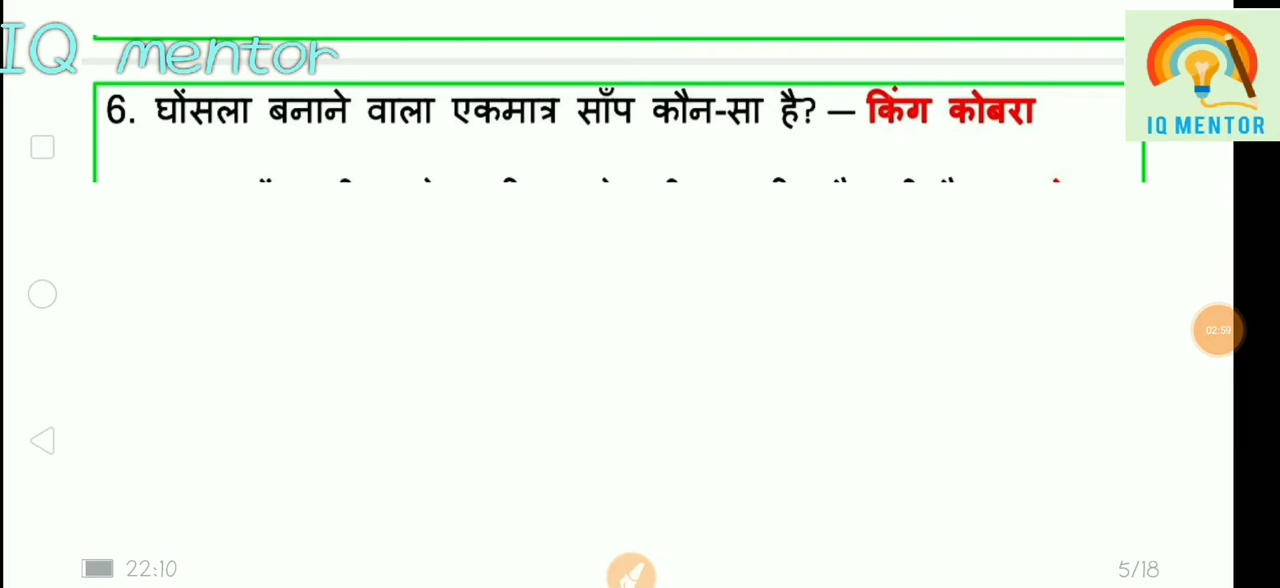 IQ mentor
6. घोंसला बनाने वाला एकमात्र साँप कौन-सा है? — किंग कोबरा
IQ MENTOR
02:59
22:10
5/18